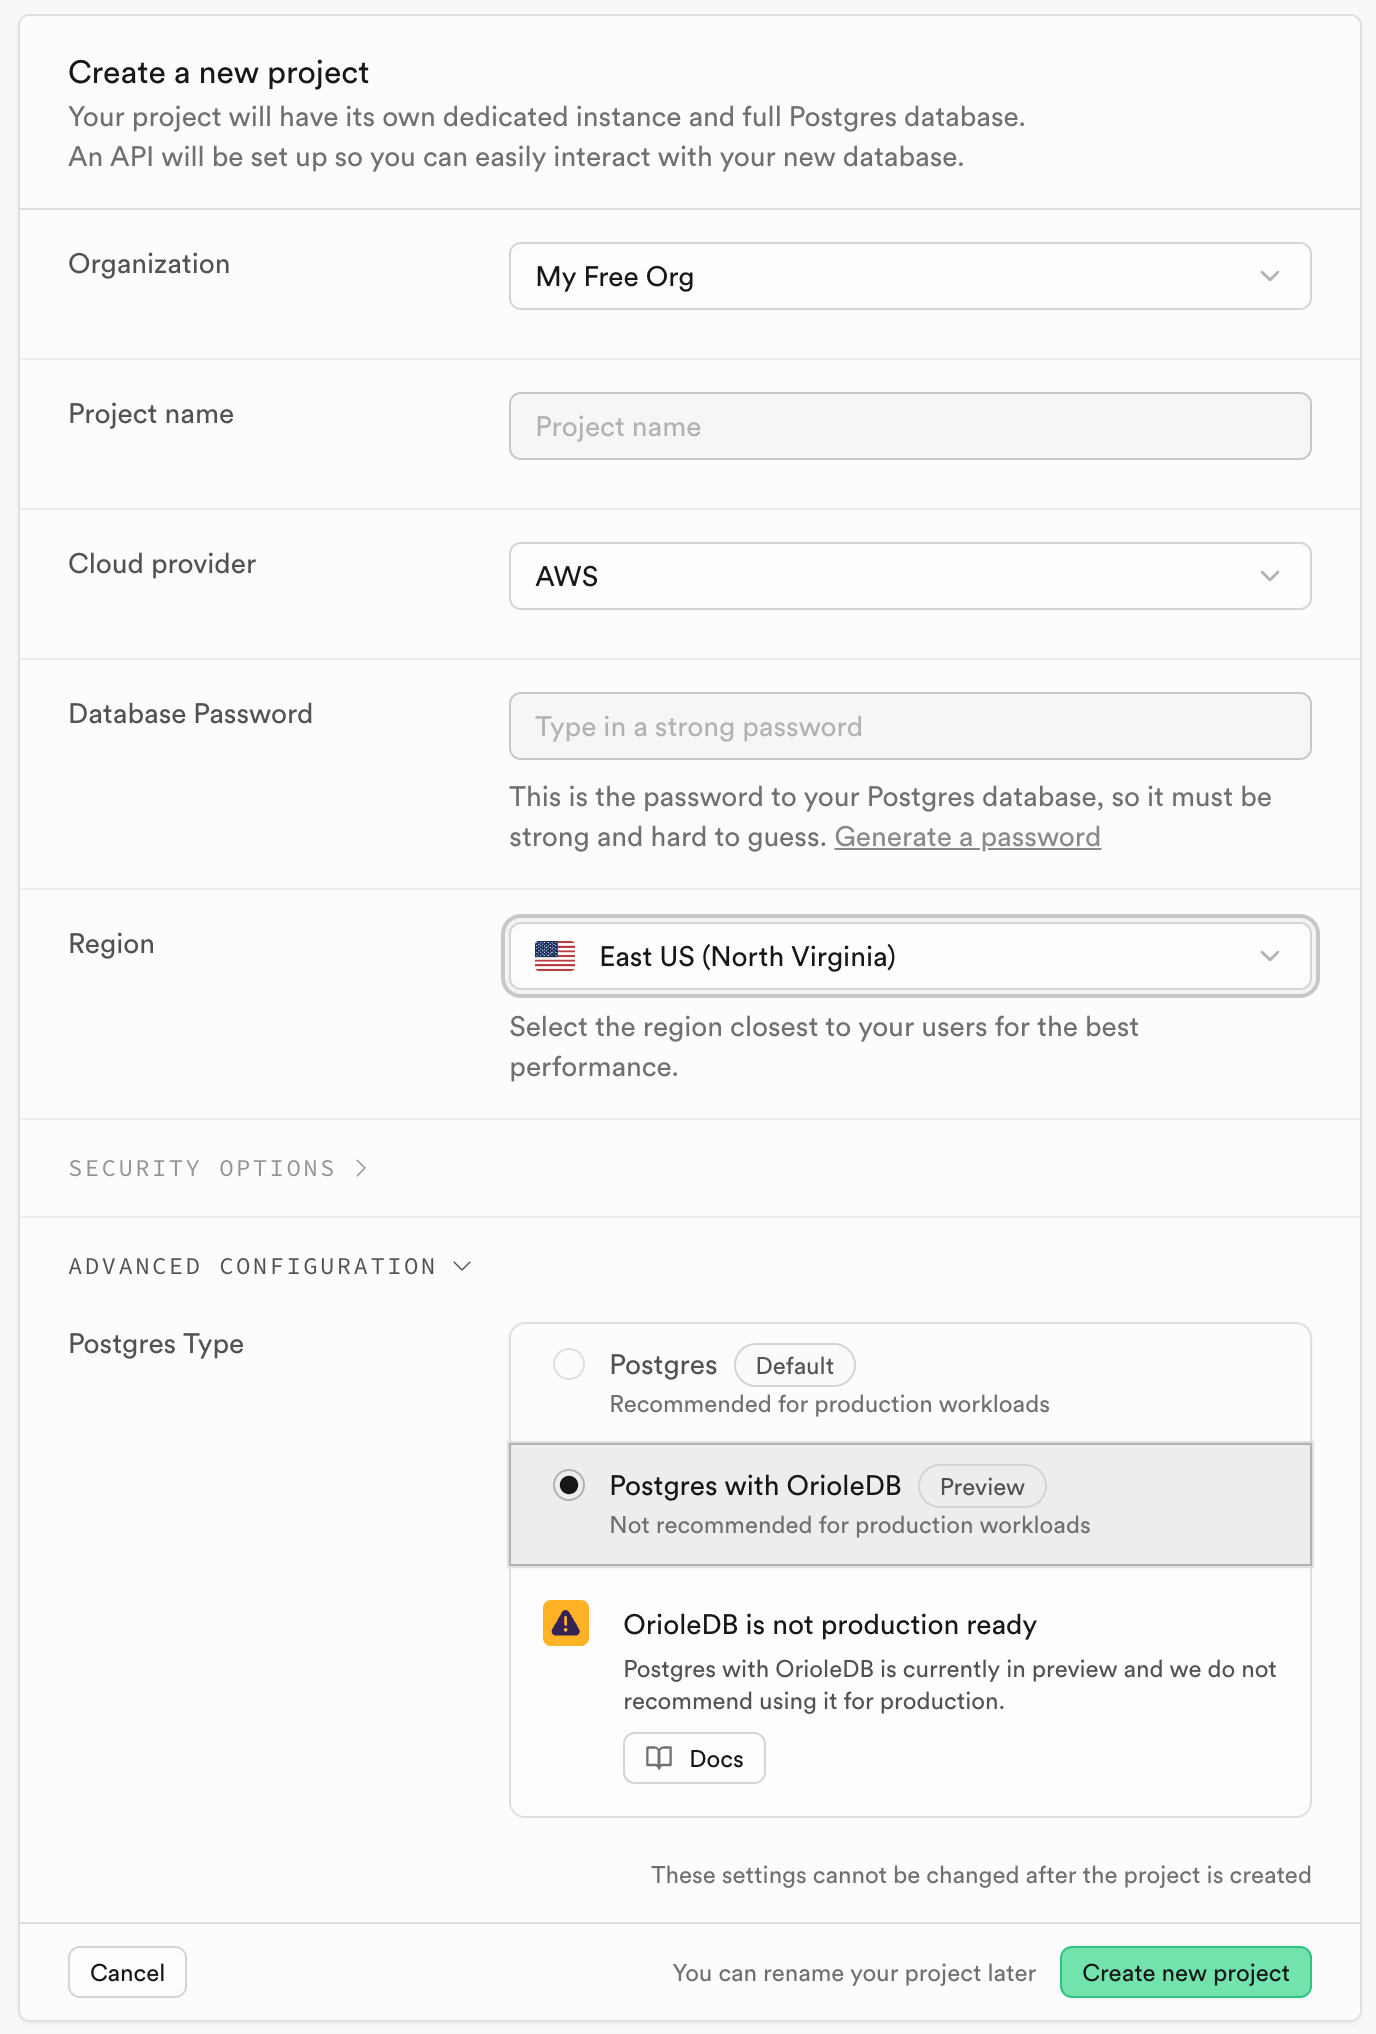 Create a new project
Your project will have its own dedicated instance and full Postgres database.
An API will be set up so you can easily interact with your new database.
Organization
My Free Org
Project name
Project name
Cloud provider
AWS
Database Password
Type in a strong password
This is the password to your Postgres database, so it must be
strong and hard to guess. Generate a password
Region
East US (North Virginia)
Select the region closest to your users for the best
performance.
SECURITY OPTIONS
ADVANCED CONFIGURATION
Postgres Type
Postgres Default
Recommended for production workloads
Postgres with OrioleDB Preview
Not recommended for production workloads
OrioleDB is not production ready
Postgres with OrioleDB is currently in preview and we do not
recommend using it for production.
Docs
These settings cannot be changed after the project is created
Cancel
You can rename your project later
Create new project